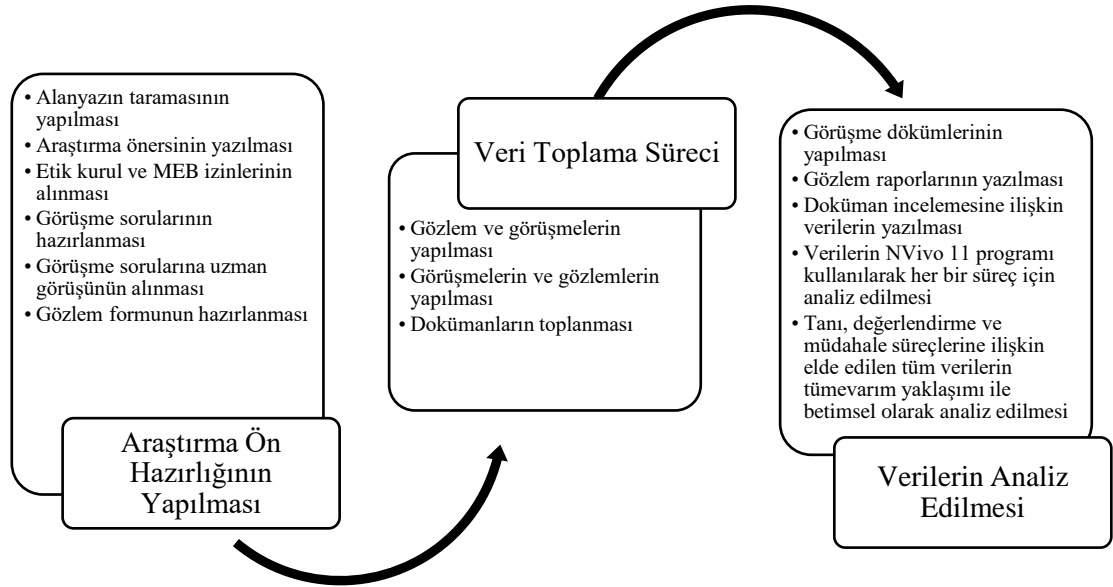 • Alanyazın taramasının
yapılması
• Araştırma önersinin yazılması
• Etik kurul ve MEB izinlerinin
alınması
• Görüşme sorularının
hazırlanması
• Görüşme sorularına uzman
görüşünün alınması
• Gözlem formunun hazırlanması
Araştırma Ön
Hazırlığının
Yapılması
Veri Toplama Süreci
• Gözlem ve görüşmelerin
yapılması
• Görüşmelerin ve gözlemlerin
yapılması
• Dokümanların toplanması
• Görüşme dökümlerinin
yapılması
• Gözlem raporlarının yazılması
• Doküman incelemesine ilişkin
verilerin yazılması
• Verilerin NVivo 11 programı
kullanılarak her bir süreç için
analiz edilmesi
• Tanı, değerlendirme ve
müdahale süreçlerine ilişkin
elde edilen tüm verilerin
tümevarım yaklaşımı ile
betimsel olarak analiz edilmesi
Verilerin Analiz
Edilmesi